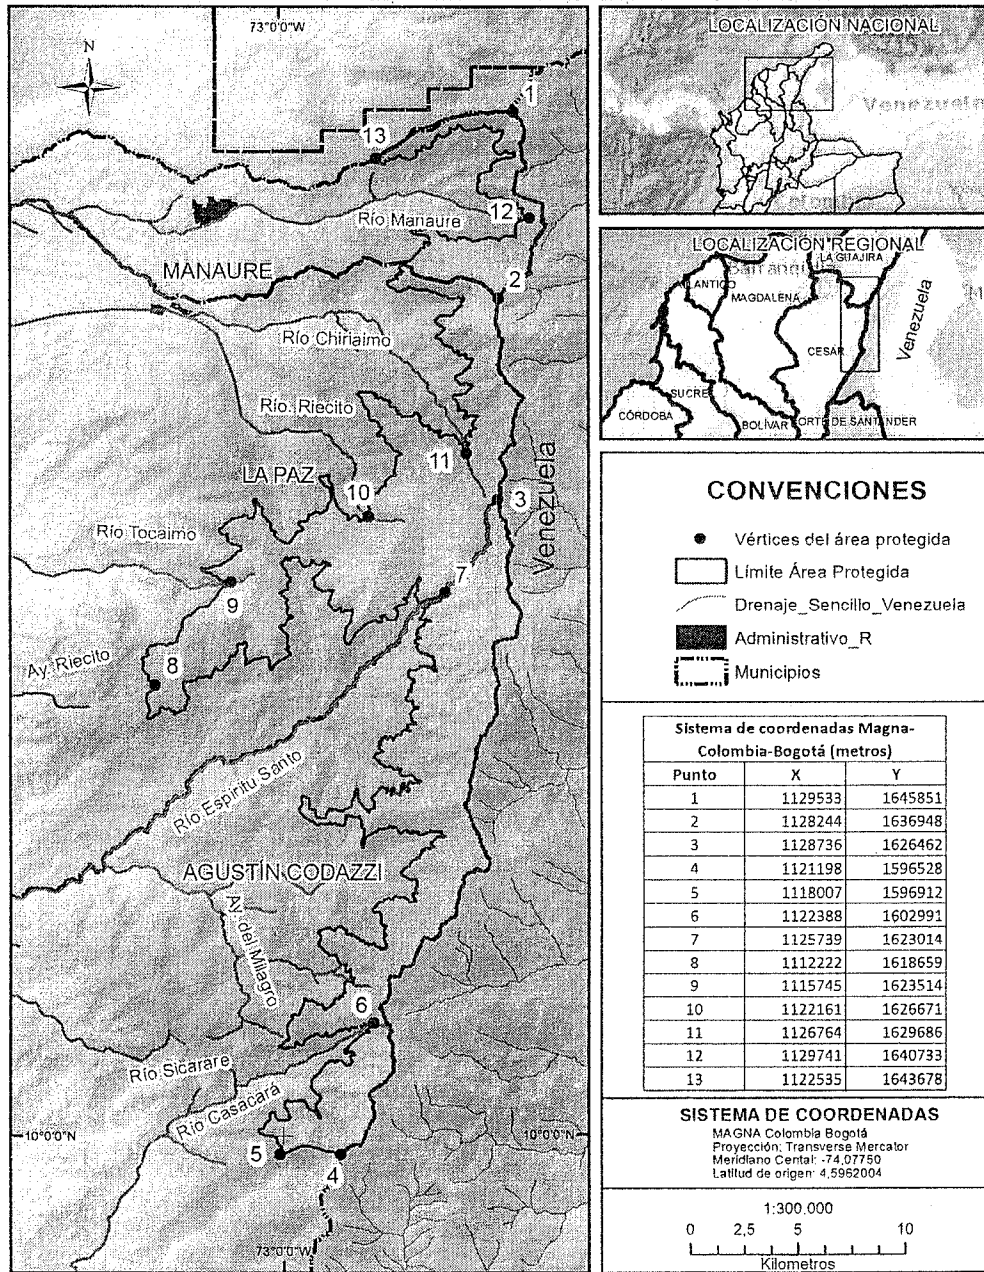 73°0'0"W
N
1
13
12
Río Manaure
MANAURE
2
Río Chiriaimo
Río. Riecito
11
LA PAZ
10
3
Venezuela
Río Tocaimo
7
9
8
Ay. Riecito
Río Espiritu Santo
AGUSTÍN CODAZZI
Ay. del Milagro
6
Río Sicarare
Río Casacará
10°0'0"N
10°0'0"N
5
4
73°0'0"W
LOCALIZACIÓN NACIONAL
Venezuela
LOCALIZACIÓN REGIONAL
LA GUAJIRA
MAGDALENA
Venezuela
CESAR
SUCRE
CÓRDOBA
BOLÍVAR
ORTE DE SANTANDER
CONVENCIONES
Vértices del área protegida
Límite Área Protegida
Drenaje_Sencillo_Venezuela
Administrativo_R
Municipios
Sistema de coordenadas Magna-
Colombia-Bogotá (metros)
Punto X Y
1 1129533 1645851
2 1128244 1636948
3 1128736 1626462
4 1121198 1596528
5 1118007 1596912
6 1122388 1602991
7 1125739 1623014
8 1112222 1618659
9 1115745 1623514
10 1122161 1626671
11 1126764 1629686
12 1129741 1640733
13 1122535 1643678
SISTEMA DE COORDENADAS
MAGNA Colombia Bogotá
Proyección: Transverse Mercator
Meridiano Cental: -74,07750
Latitud de origen: 4,5962004
1:300.000
0 2,5 5 10
Kilometros